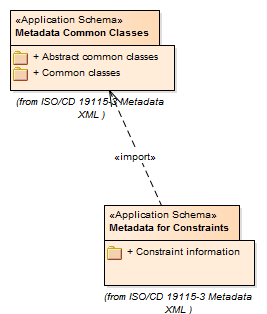 «Application Schema»
Metadata Common Classes
+ Abstract common classes
+ Common classes
(from ISO/CD 19115-3 Metadata
XML )
«import»
«Application Schema»
Metadata for Constraints
+ Constraint information
(from ISO/CD 19115-3 Metadata
XML )